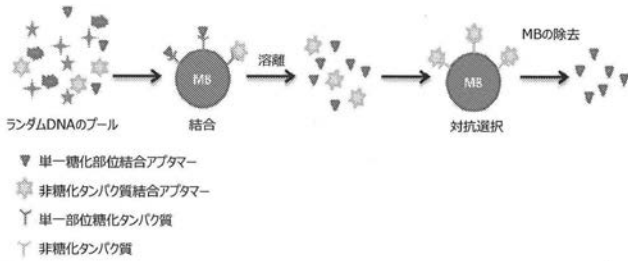 MBの除去
溶離
MB
MB
ランダムDNAのプール
結合
対抗選択
単一糖化部位結合アプタマー
非糖化タンパク質結合アプタマー
単一部位糖化タンパク質
非糖化タンパク質